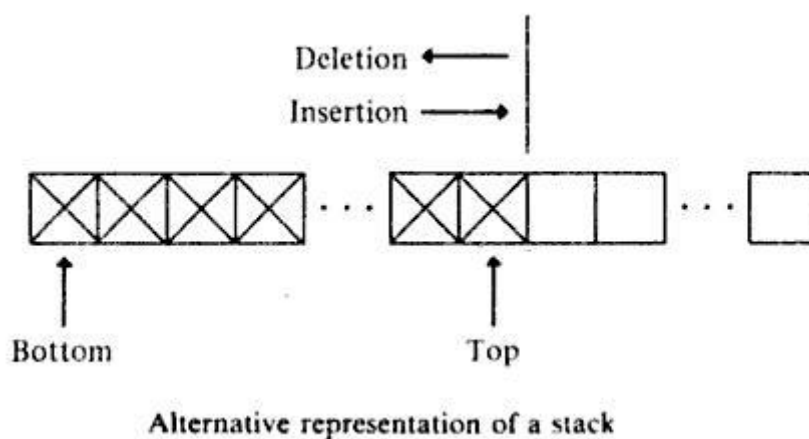 Deletion
Insertion
Bottom
Top
Alternative representation of a stack